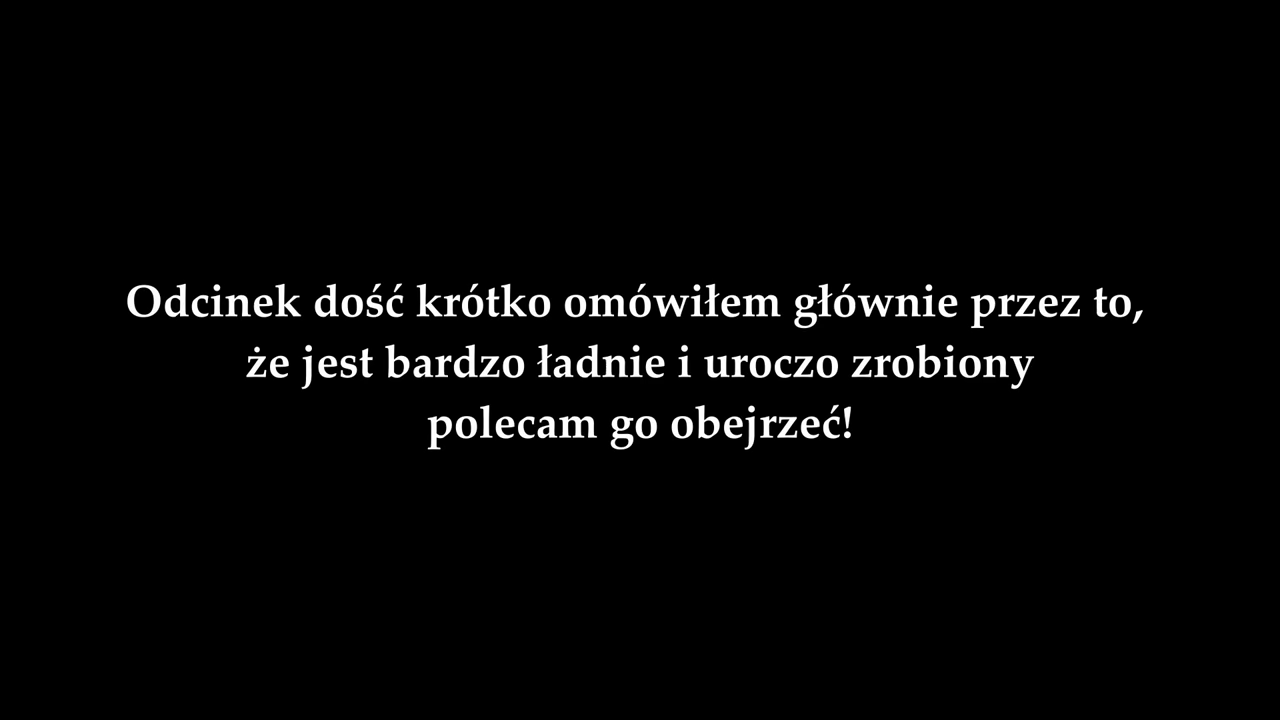 Odcinek dość krótko omówiłem głównie przez to,
że jest bardzo ładnie i uroczo zrobiony
polecam go obejrzeć!